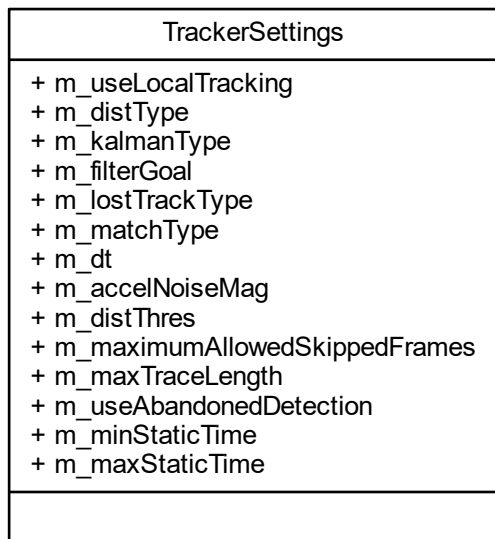 TrackerSettings
+ m_useLocalTracking
+ m_distType
+ m_kalmanType
+ m_filterGoal
+ m_lostTrackType
+ m_matchType
+ m_dt
+ m_accelNoiseMag
+ m_distThres
+ m_maximumAllowedSkippedFrames
+ m_maxTraceLength
+ m_useAbandonedDetection
+ m_minStaticTime
+ m_maxStaticTime